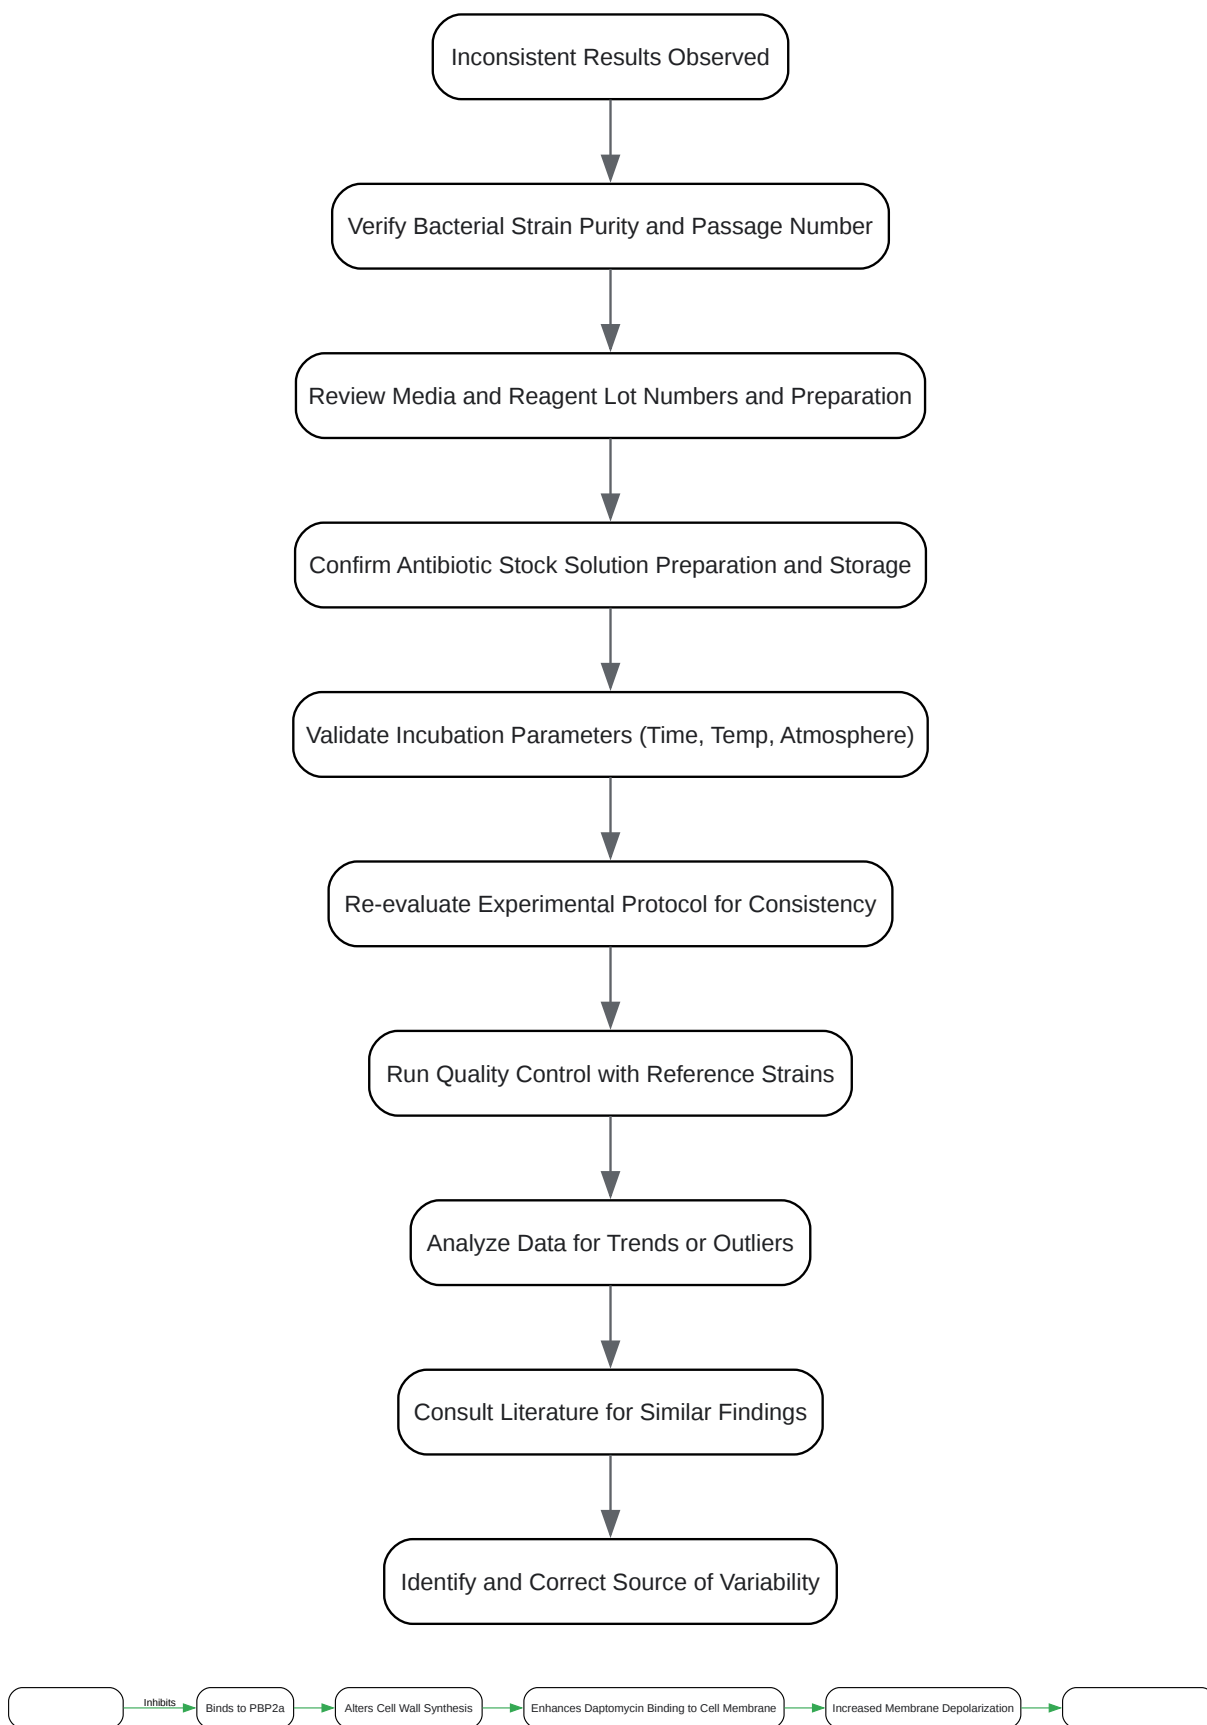 Inconsistent Results Observed
Verify Bacterial Strain Purity and Passage Number
Review Media and Reagent Lot Numbers and Preparation
Confirm Antibiotic Stock Solution Preparation and Storage
Validate Incubation Parameters (Time, Temp, Atmosphere)
Re-evaluate Experimental Protocol for Consistency
Run Quality Control with Reference Strains
Analyze Data for Trends or Outliers
Consult Literature for Similar Findings
Identify and Correct Source of Variability
Inhibits
Binds to PBP2a
Alters Cell Wall Synthesis
Enhances Daptomycin Binding to Cell Membrane
Increased Membrane Depolarization